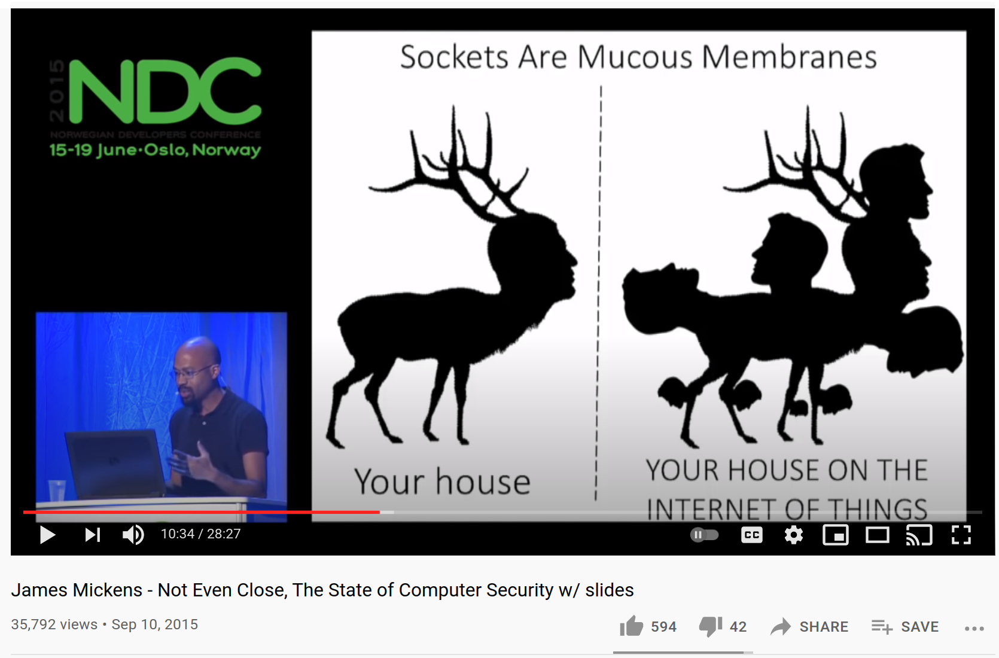 2015
NDC
NORWEGIAN DEVELOPERS CONFERENCE
15-19 June•Oslo, Norway
Sockets Are Mucous Membranes
Your house
YOUR HOUSE ON THE
INTERNET OF THINGS
10:34 / 28:27
CC
James Mickens - Not Even Close, The State of Computer Security w/ slides
35,792 views • Sep 10, 2015
594
42
SHARE
SAVE